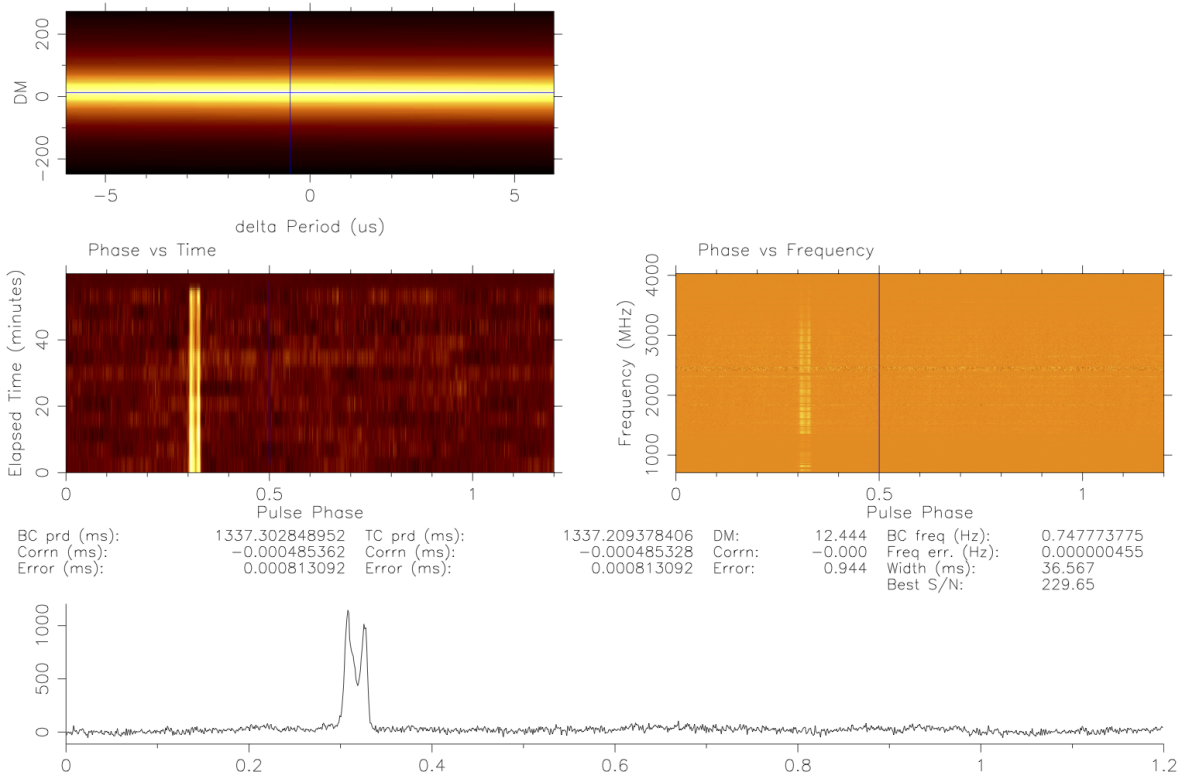 200
0
−200
DM
−5 0 5
delta Period (us)
Phase vs Time
40
20
0
Elapsed Time (minutes)
0 0.5 1
Pulse Phase
Phase vs Frequency
4000
3000
2000
1000
Frequency (MHz)
0 0.5 1
Pulse Phase
BC prd (ms): 1337.302848952 TC prd (ms): 1337.209378406 DM: 12.444 BC freq (Hz): 0.747773775
Corrn (ms): −0.000485362 Corrn (ms): −0.000485328 Corrn: −0.000 Freq err. (Hz): 0.000000455
Error (ms): 0.000813092 Error (ms): 0.000813092 Error: 0.944 Width (ms): 36.567
Best S/N: 229.65
1000
500
0
0 0.2 0.4 0.6 0.8 1 1.2